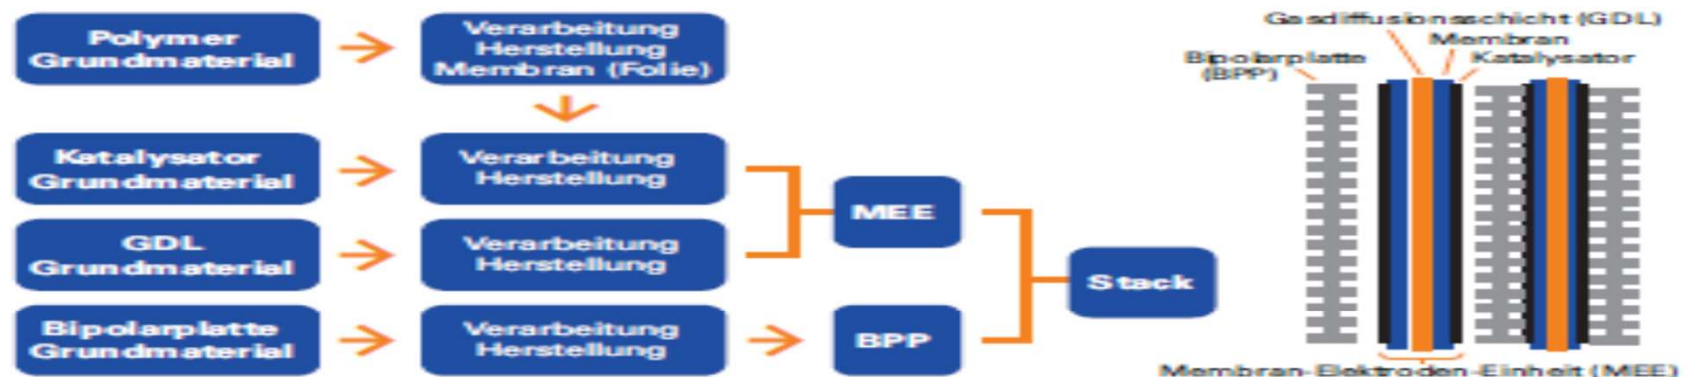 Polymer
Grundmaterial
Verarbeitung
Herstellung
Membran (Folie)
Katalysator
Grundmaterial
Verarbeitung
Herstellung
GDL
Grundmaterial
Verarbeitung
Herstellung
MEE
Bipolarplatte
Grundmaterial
Verarbeitung
Herstellung
BPP
Stack
Gasdiffusionsschicht (GDL)
Membran
Bipolarplatte
(BPP)
Katalysator
Membran-Elektroden-Einheit (MEE)